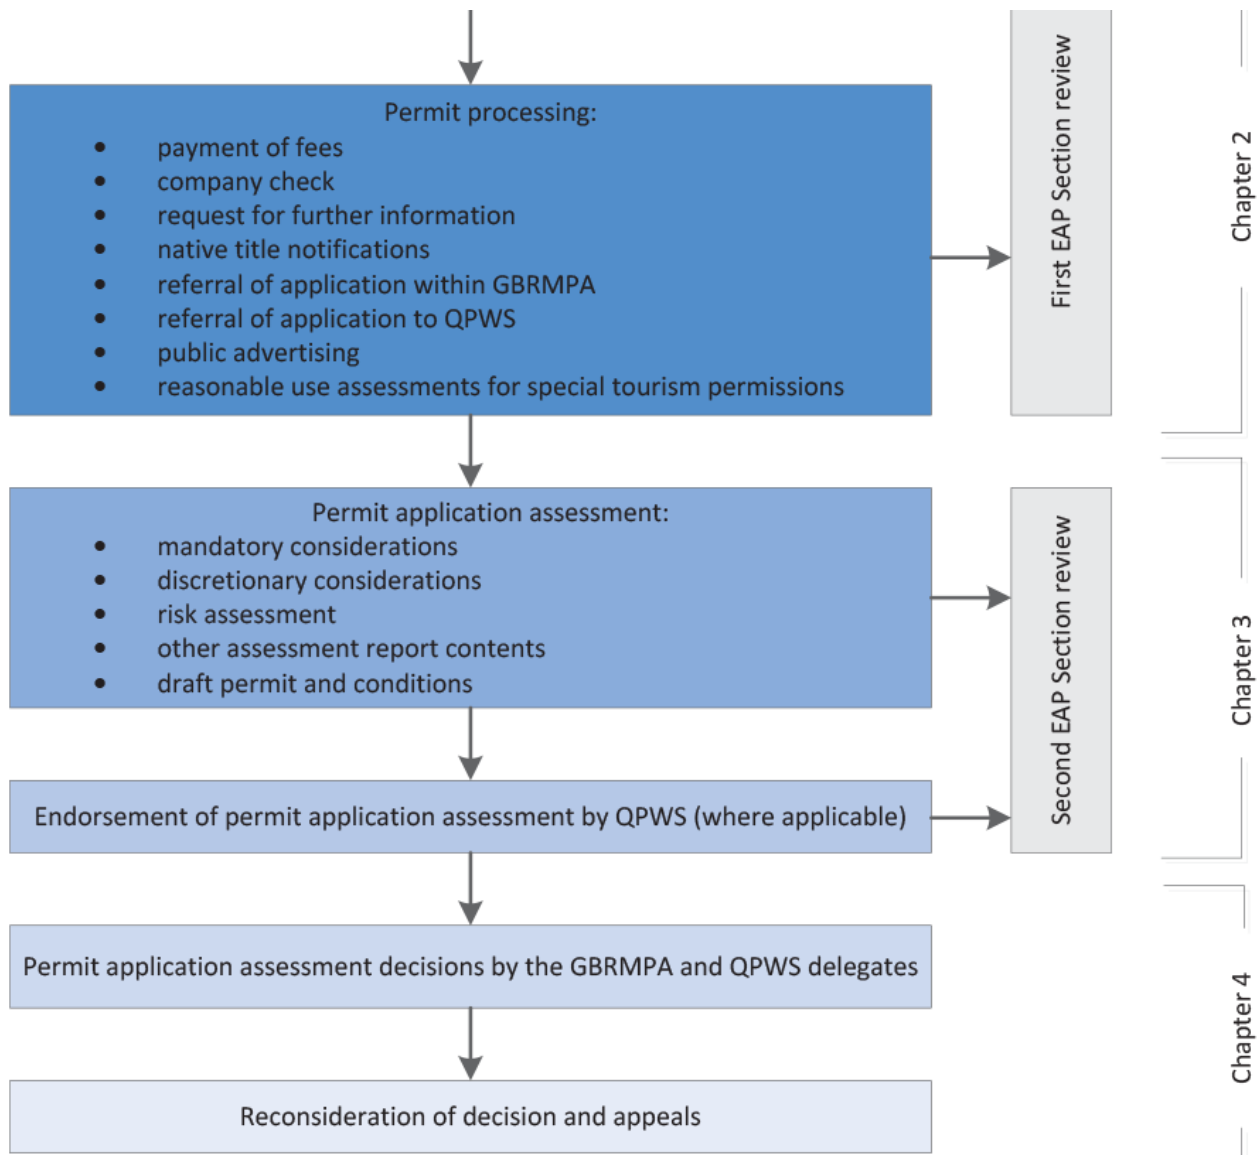 Permit processing:
• payment of fees
• company check
• request for further information
• native title notifications
• referral of application within GBRMPA
• referral of application to QPWS
• public advertising
• reasonable use assessments for special tourism permissions
First EAP Section review
Chapter 2
Permit application assessment:
• mandatory considerations
• discretionary considerations
• risk assessment
• other assessment report contents
• draft permit and conditions
Endorsement of permit application assessment by QPWS (where applicable)
Second EAP Section review
Chapter 3
Permit application assessment decisions by the GBRMPA and QPWS delegates
Reconsideration of decision and appeals
Chapter 4